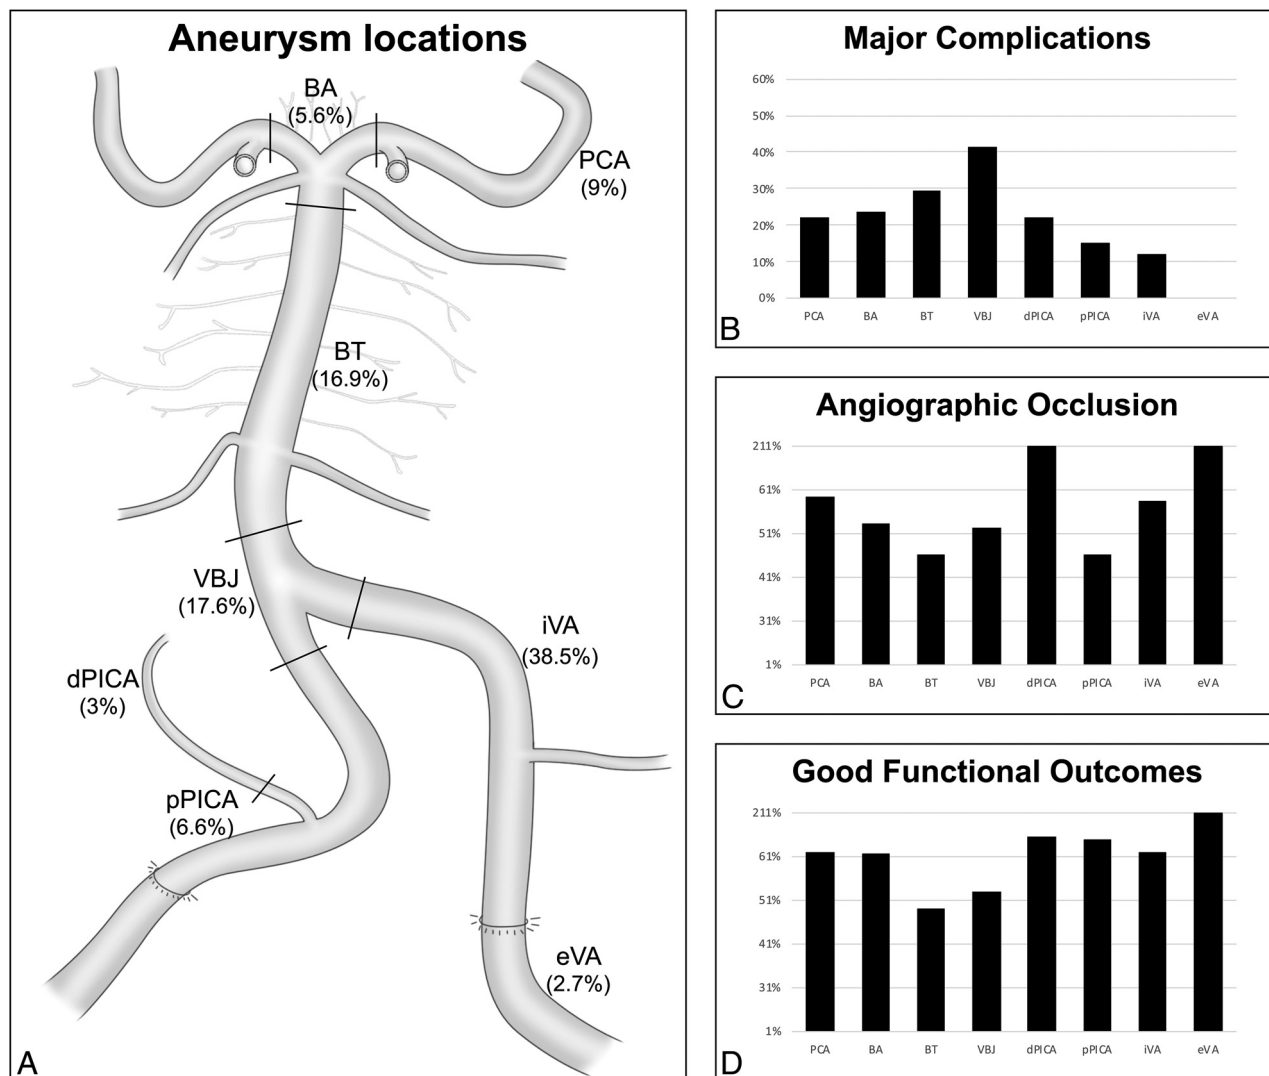 Aneurysm locations
BA
(5.6%)
PCA
(9%)
BT
(16.9%)
VBJ
(17.6%)
iVA
(38.5%)
dPICA
(3%)
pPICA
(6.6%)
eVA
(2.7%)
A
Major Complications
60%
50%
40%
30%
20%
10%
0%
PCA BA BT VBJ dPICA pPICA iVA eVA
B
Angiographic Occlusion
211%
61%
51%
41%
31%
1%
PCA BA BT VBJ dPICA pPICA iVA eVA
C
Good Functional Outcomes
211%
61%
51%
41%
31%
1%
PCA BA BT VBJ dPICA pPICA iVA eVA
D